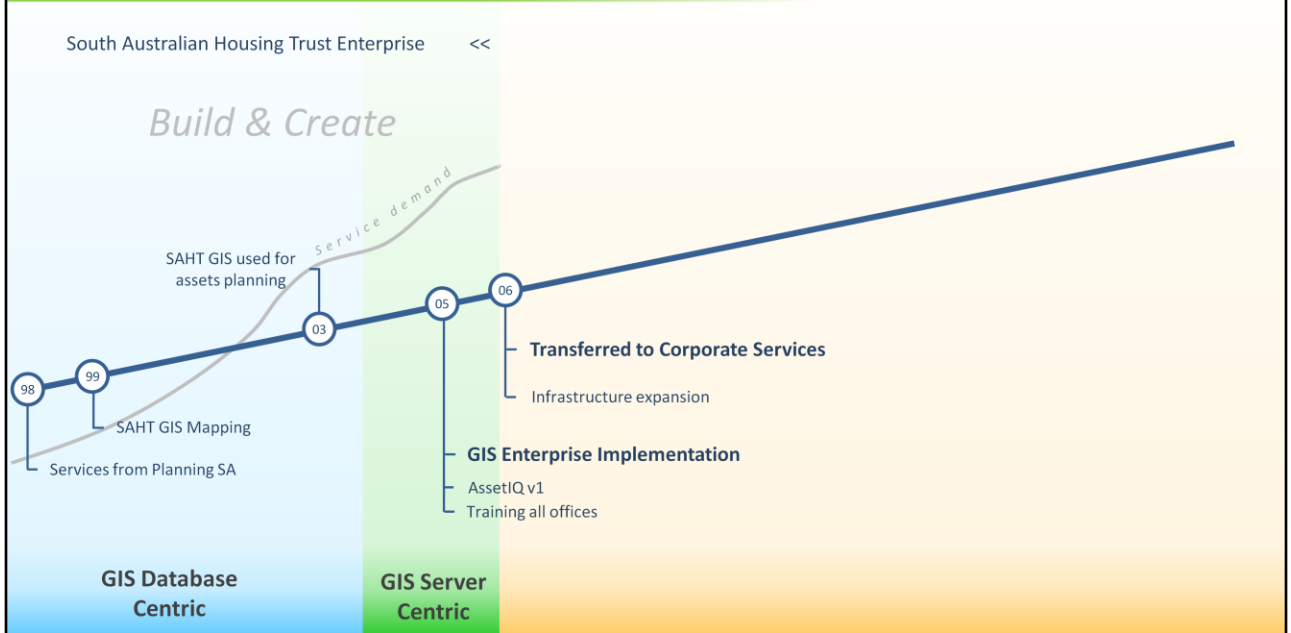 South Australian Housing Trust Enterprise <<
Build & Create
Service demand
SAHT GIS used for
assets planning
06
05
03
99
98
Transferred to Corporate Services
Infrastructure expansion
SAHT GIS Mapping
GIS Enterprise Implementation
Services from Planning SA
AssetIQ v1
Training all offices
GIS Database
Centric
GIS Server
Centric